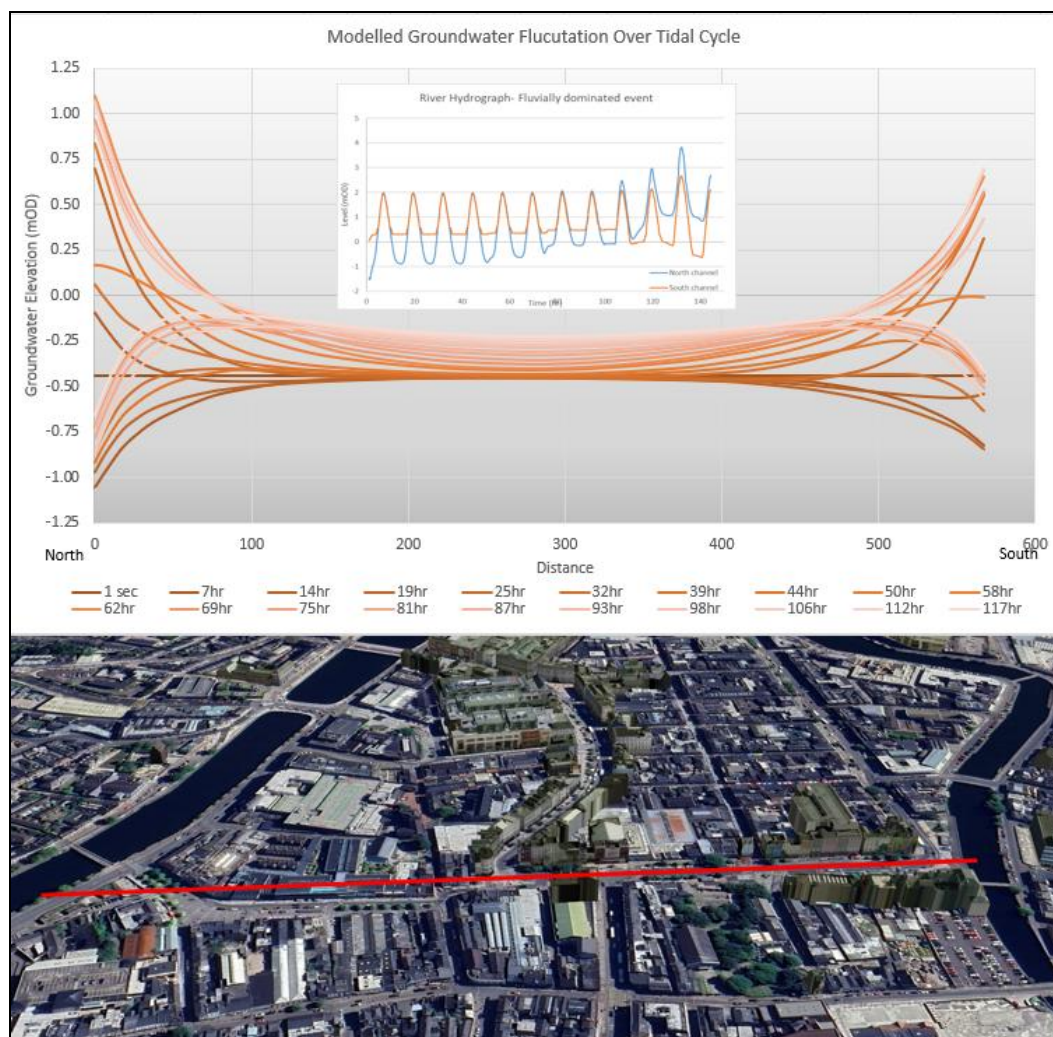 Modelled Groundwater Flucutation Over Tidal Cycle
Groundwater Elevation (mOD)
1.25
1.00
0.75
0.50
0.25
0.00
-0.25
-0.50
-0.75
-1.00
-1.25
River Hydrograph- Fluvially dominated event
Level (mOD)
5
4
3
2
1
0
-1
-2
0 20 40 60 80 100 120 140
Time (hr)
North channel
South channel
0 100 200 300 400 500 600
North South
Distance
1 sec 7hr 14hr 19hr 25hr 32hr 39hr 44hr 50hr 58hr
62hr 69hr 75hr 81hr 87hr 93hr 98hr 106hr 112hr 117hr